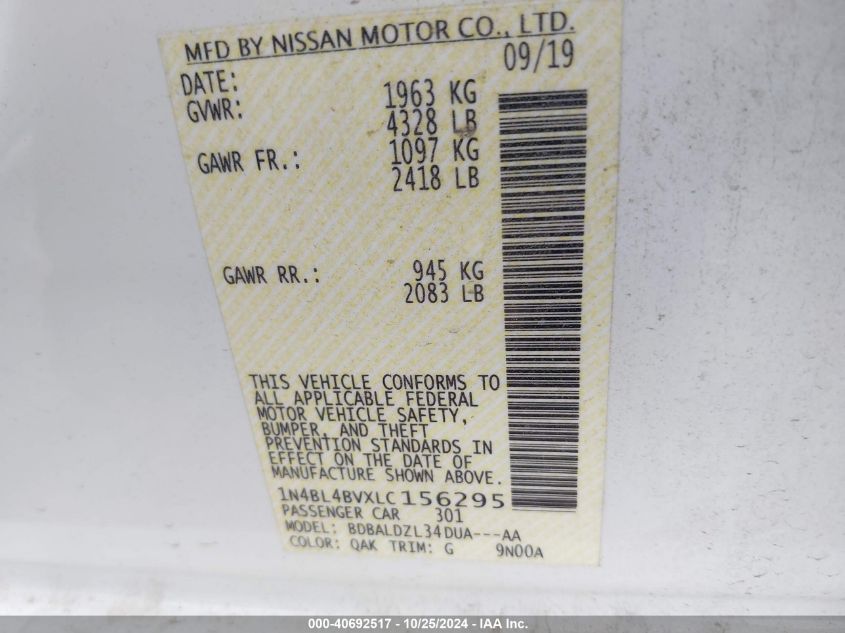 MFD BY NISSAN MOTOR CO., LTD.
DATE: 09/19
GVWR: 1963 KG
4328 LB
GAWR FR.: 1097 KG
2418 LB
GAWR RR.: 945 KG
2083 LB
THIS VEHICLE CONFORMS TO
ALL APPLICABLE FEDERAL
MOTOR VEHICLE SAFETY,
BUMPER, AND THEFT
PREVENTION STANDARDS IN
EFFECT ON THE DATE OF
MANUFACTURE SHOWN ABOVE.
1N4BL4BVXLC156295
PASSENGER CAR 301
MODEL: BDBALDZL34DUA---AA
COLOR: QAK TRIM: G 9N00A
000-40692517 - 10/25/2024 - IAA Inc.